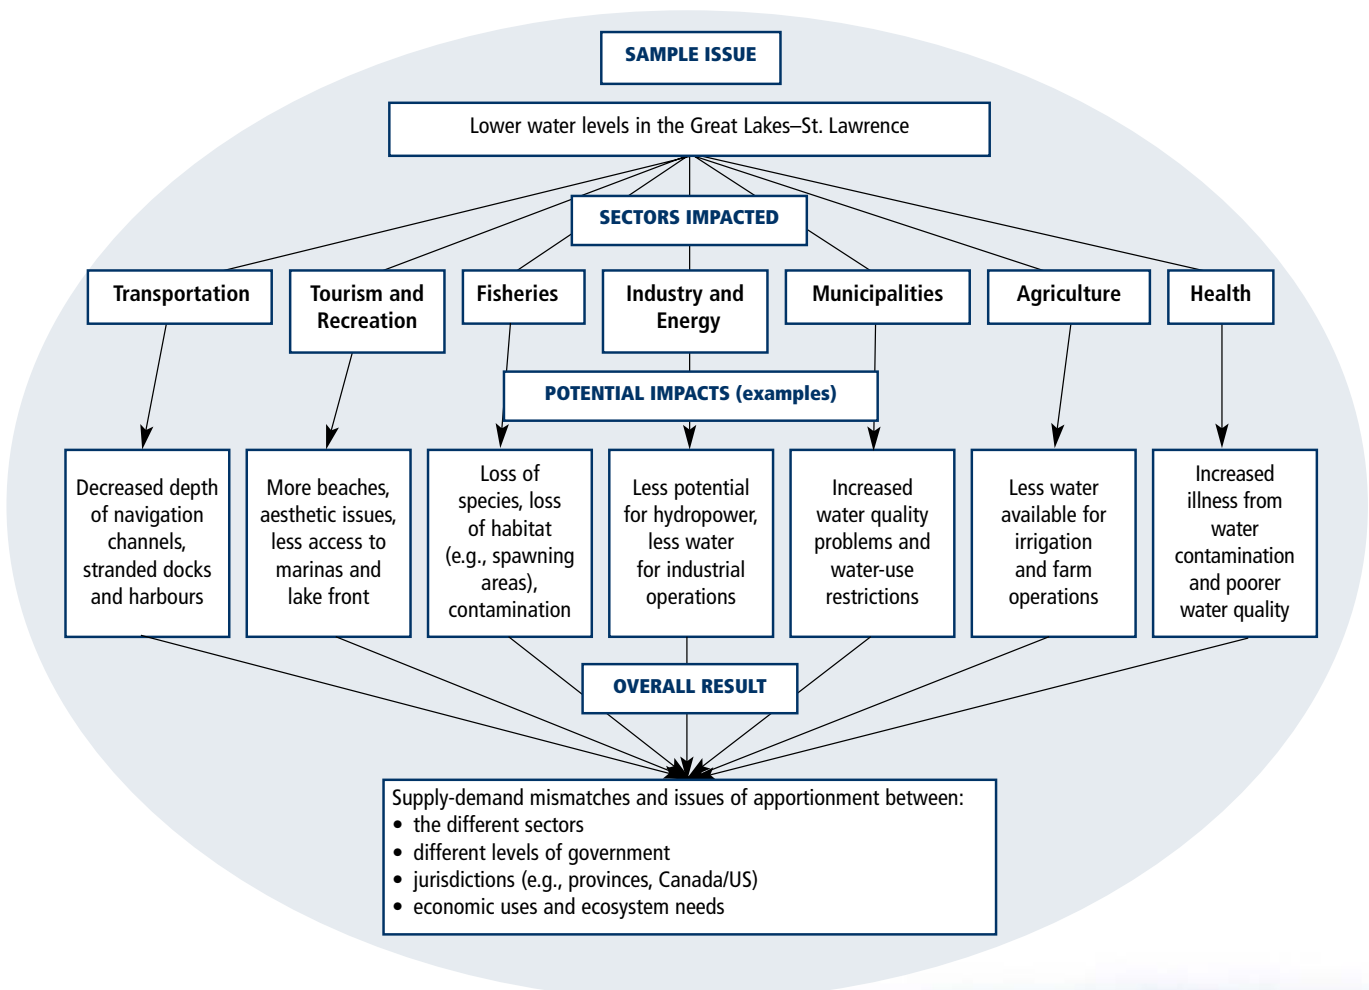 SAMPLE ISSUE
Lower water levels in the Great Lakes–St. Lawrence
SECTORS IMPACTED
Transportation
Tourism and
Recreation
Fisheries
Industry and
Energy
Municipalities
Agriculture
Health
POTENTIAL IMPACTS (examples)
Decreased depth
of navigation
channels,
stranded docks
and harbours
More beaches,
aesthetic issues,
less access to
marinas and
lake front
Loss of
species, loss
of habitat
(e.g., spawning
areas),
contamination
Less potential
for hydropower,
less water
for industrial
operations
Increased
water quality
problems and
water-use
restrictions
Less water
available for
irrigation
and farm
operations
Increased
illness from
water
contamination
and poorer
water quality
OVERALL RESULT
Supply-demand mismatches and issues of apportionment between:
• the different sectors
• different levels of government
• jurisdictions (e.g., provinces, Canada/US)
• economic uses and ecosystem needs